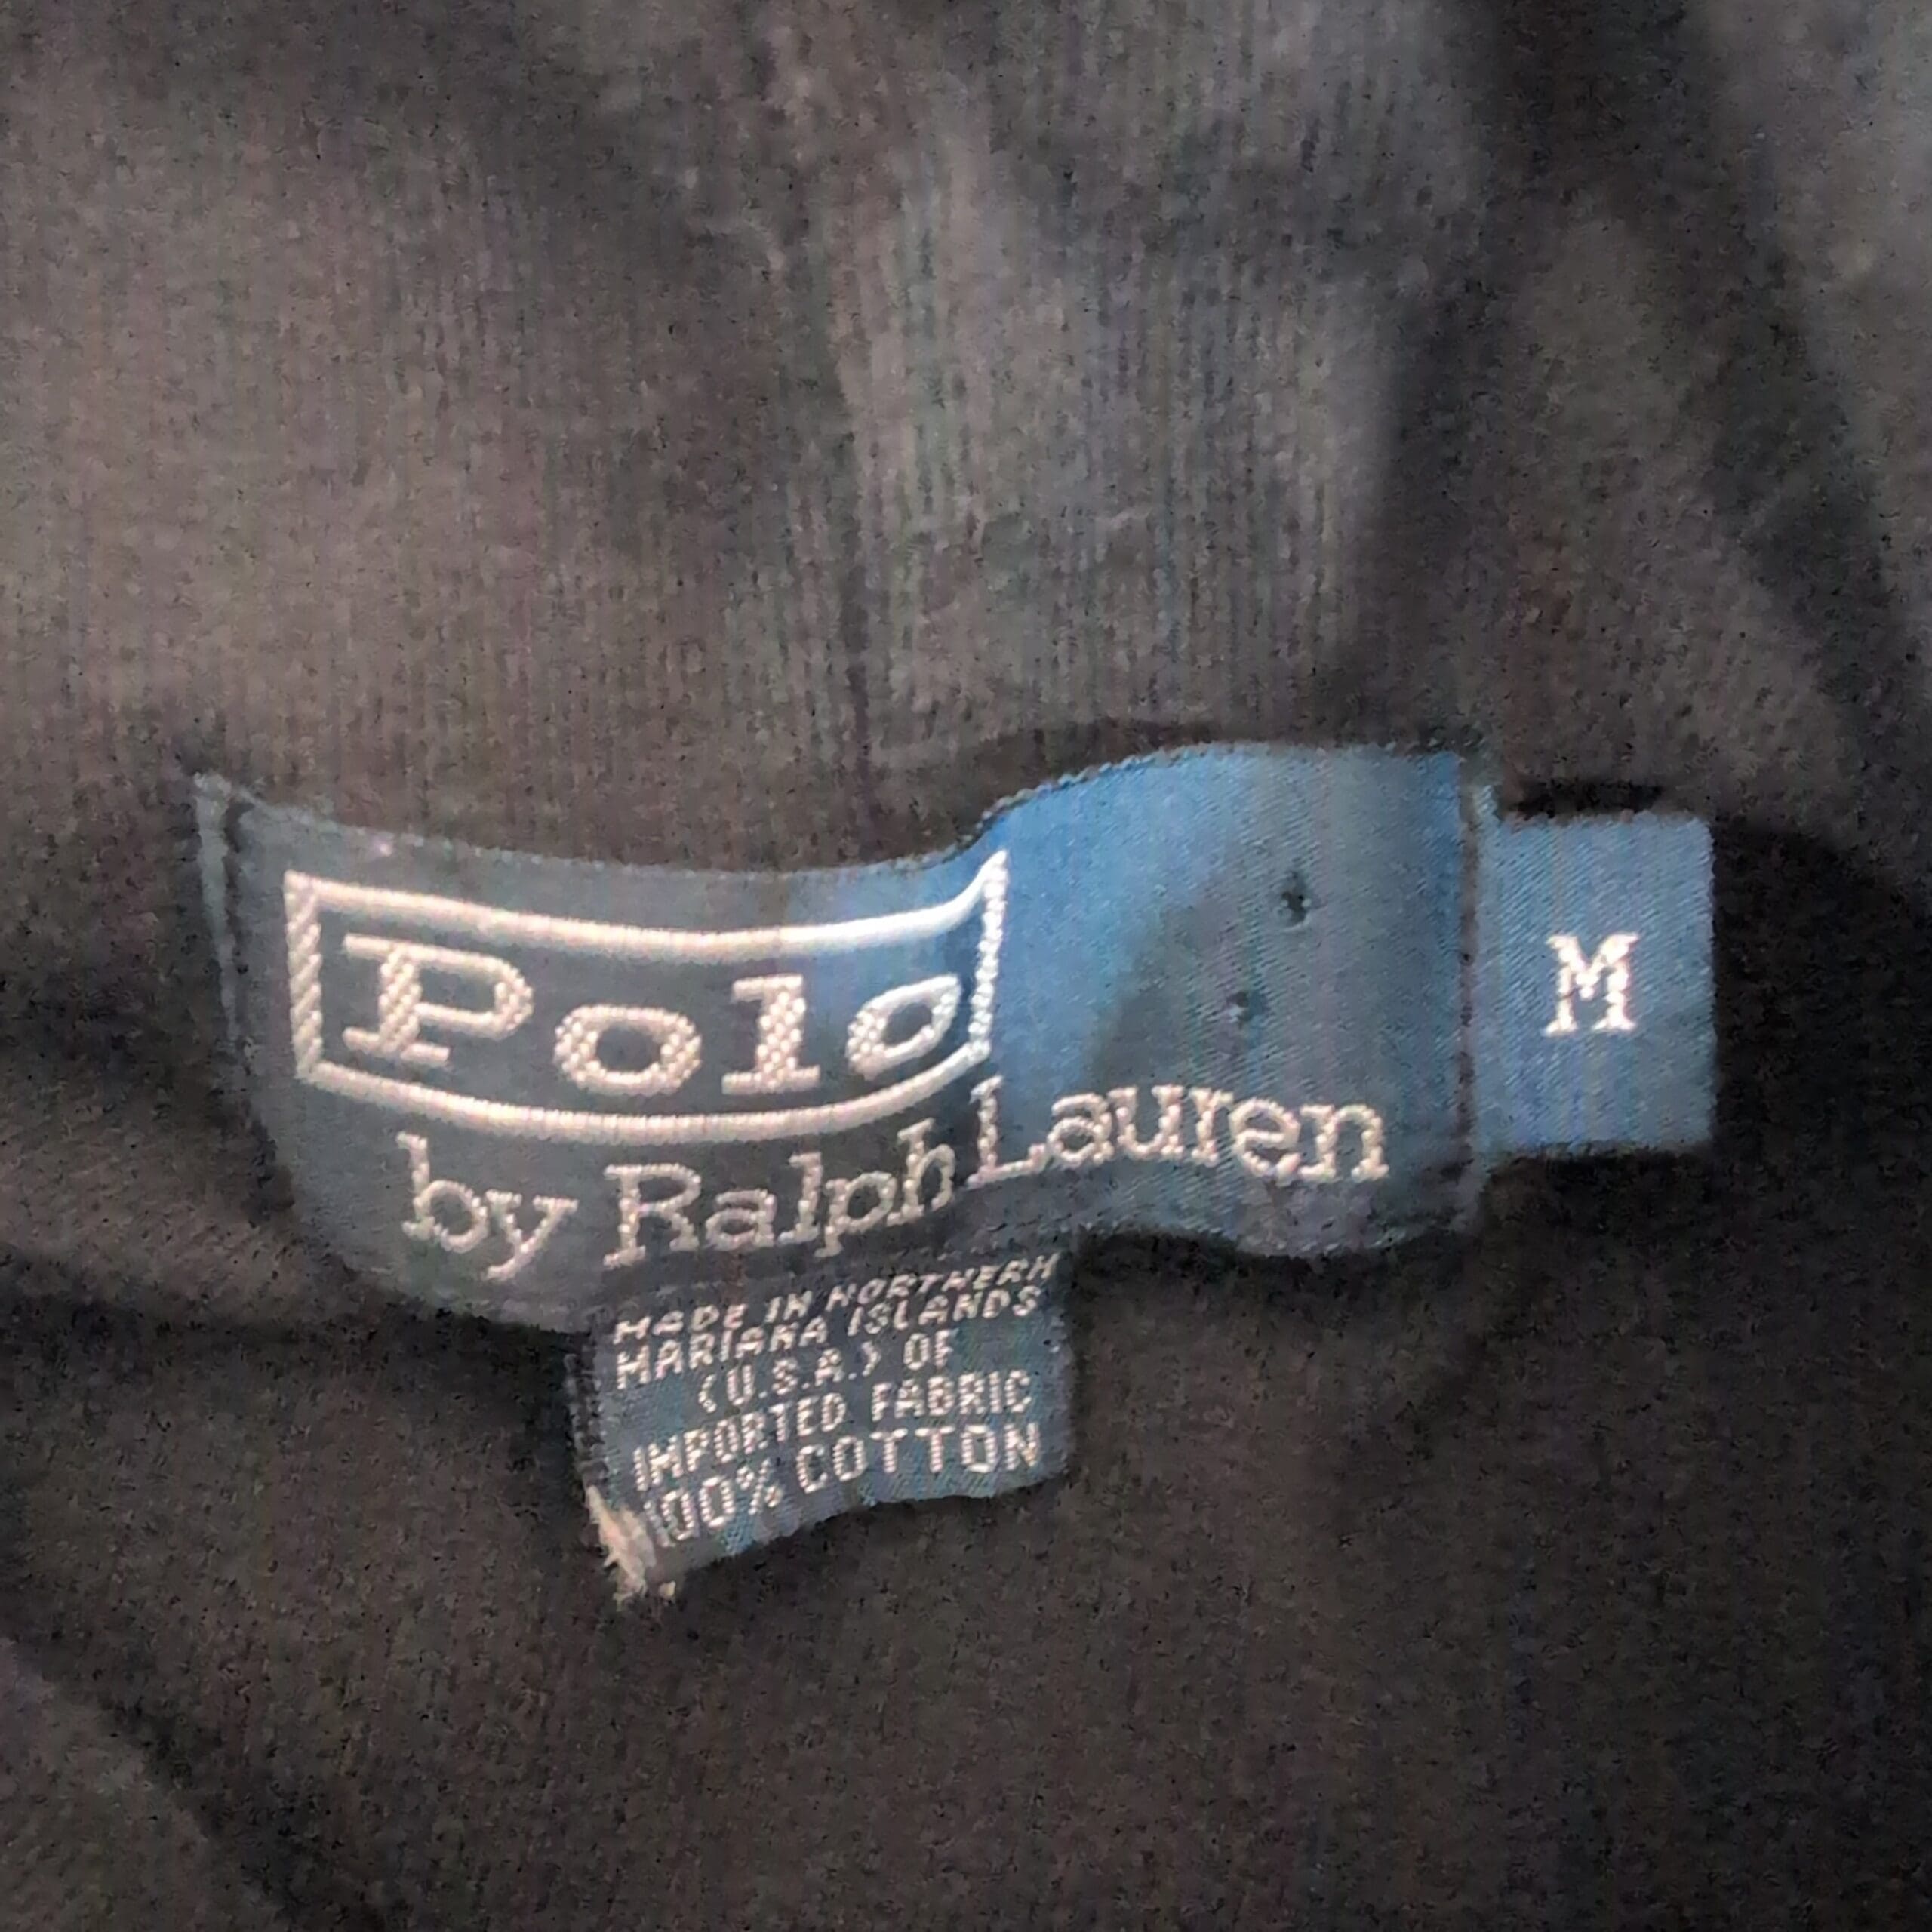 Polo
by Ralph Lauren
M
MADE IN NORTHERN
MARIANA ISLANDS
(U.S.A.) OF
IMPORTED FABRIC
100% COTTON